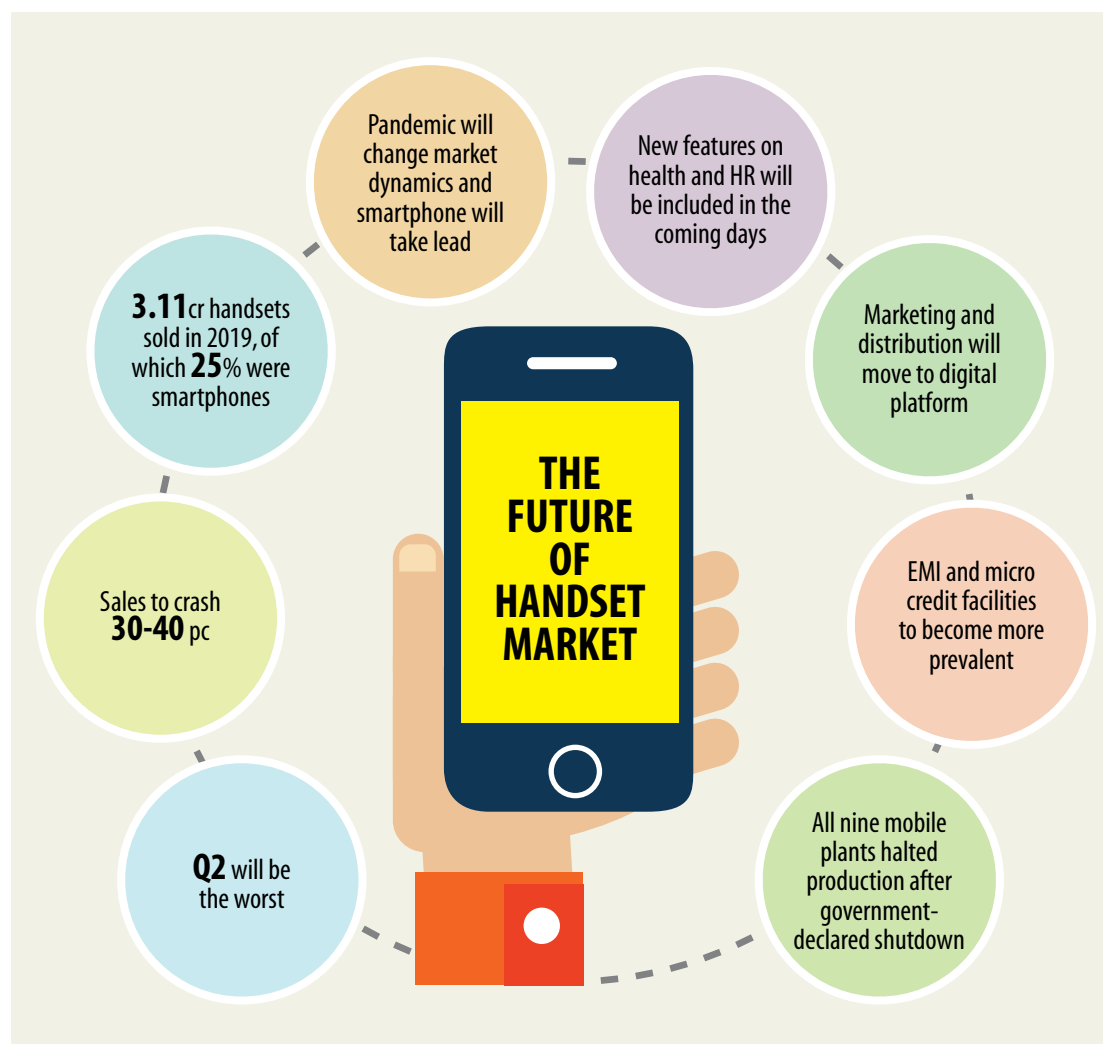 THE
FUTURE
OF
HANDSET
MARKET
Pandemic will
change market
dynamics and
smartphone will
take lead
New features on
health and HR will
be included in the
coming days
Marketing and
distribution will
move to digital
platform
EMI and micro
credit facilities
to become more
prevalent
All nine mobile
plants halted
production after
government-
declared shutdown
Q2 will be
the worst
Sales to crash
30-40 pc
3.11cr handsets
sold in 2019, of
which 25% were
smartphones